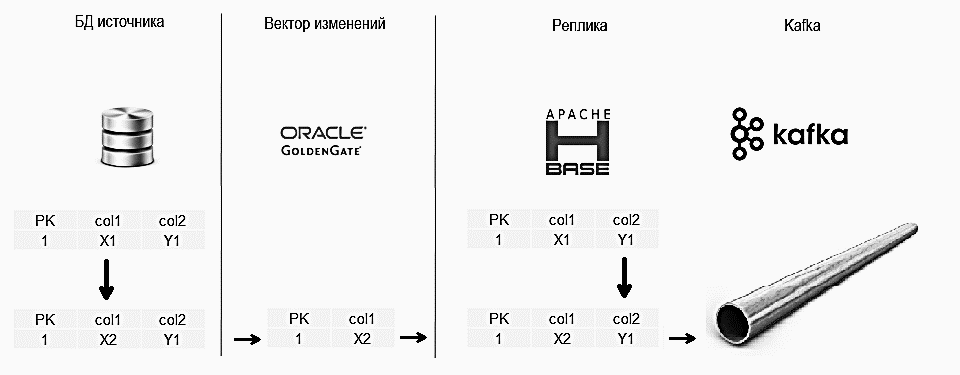 БД источника
Вектор изменений
Реплика
Kafka
ORACLE®
GOLDENGATE
APACHE
H
BASE
kafka
PK col1 col2
1 X1 Y1
PK col1 col2
1 X1 Y1
PK col1 col2
1 X2 Y1
PK col1
1 X2
PK col1 col2
1 X2 Y1